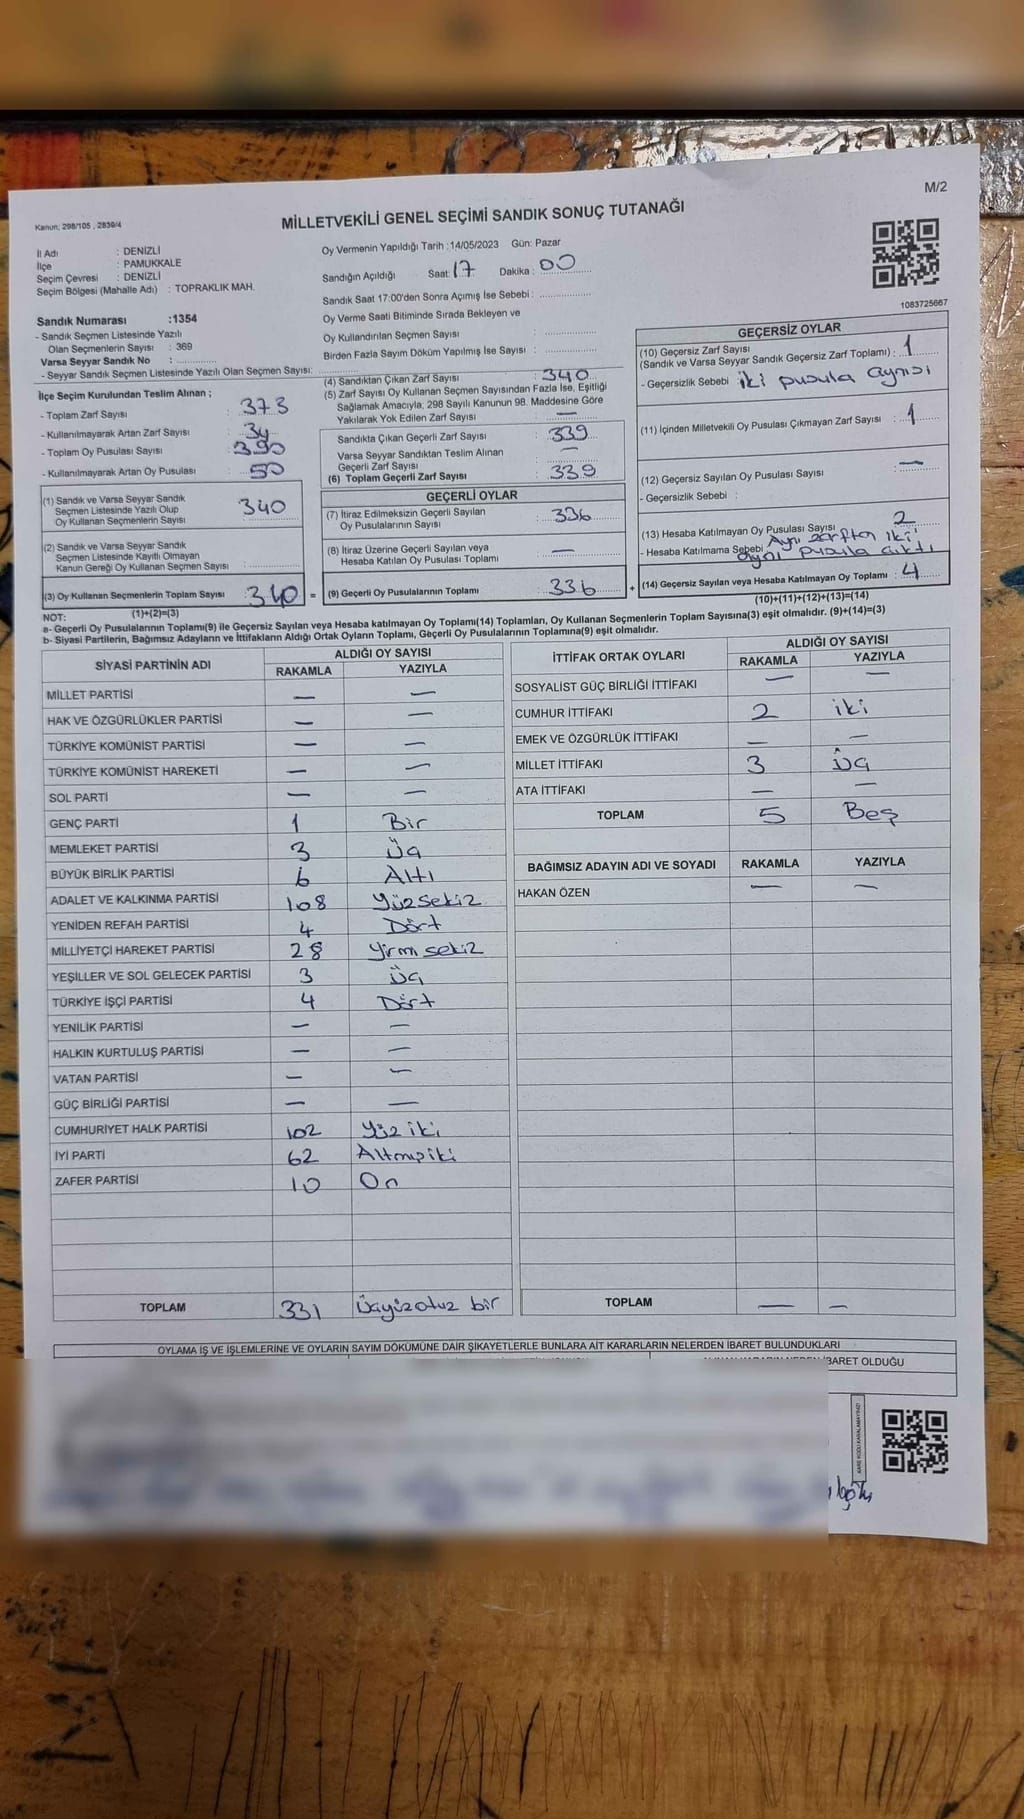 M/2
Kanun; 298/105 , 2839/4
MİLLETVEKİLİ GENEL SEÇİMİ SANDIK SONUÇ TUTANAĞI
İl Adı : DENİZLİ
İlçe : PAMUKKALE
Seçim Çevresi : DENİZLİ
Seçim Bölgesi (Mahalle Adı) : TOPRAKLIK MAH.
Sandık Numarası :1354
- Sandık Seçmen Listesinde Yazılı
Olan Seçmenlerin Sayısı : 369
Varsa Seyyar Sandık No :
- Seyyar Sandık Seçmen Listesinde Yazılı Olan Seçmen Sayısı:
Oy Vermenin Yapıldığı Tarih :14/05/2023 Gün: Pazar
Sandığın Açıldığı Saat: 17 Dakika : 00
Sandık Saat 17:00'den Sonra Açımış İse Sebebi :
Oy Verme Saati Bitiminde Sırada Bekleyen ve
Oy Kullandırılan Seçmen Sayısı :
Birden Fazla Sayım Döküm Yapılmış İse Sayısı :
1083725667
İlçe Seçim Kurulundan Teslim Alınan ;
- Toplam Zarf Sayısı : 373
- Kullanılmayarak Artan Zarf Sayısı : 34
- Toplam Oy Pusulası Sayısı : 390
- Kullanılmayarak Artan Oy Pusulası : 50
(1) Sandık ve Varsa Seyyar Sandık
Seçmen Listesinde Yazılı Olup
Oy Kullanan Seçmenlerin Sayısı : 340
(2) Sandık ve Varsa Seyyar Sandık
Seçmen Listesinde Kayıtlı Olmayan
Kanun Gereği Oy Kullanan Seçmen Sayısı :
(3) Oy Kullanan Seçmenlerin Toplam Sayısı 340 =
(1)+(2)=(3)
(4) Sandıktan Çıkan Zarf Sayısı : 340
(5) Zarf Sayısı Oy Kullanan Seçmen Sayısından Fazla İse, Eşitliği
Sağlamak Amacıyla, 298 Sayılı Kanunun 98. Maddesine Göre
Yakılarak Yok Edilen Zarf Sayısı : —
Sandıkta Çıkan Geçerli Zarf Sayısı : 339
Varsa Seyyar Sandıktan Teslim Alınan
Geçerli Zarf Sayısı : —
(6) Toplam Geçerli Zarf Sayısı : 339
GEÇERLİ OYLAR
(7) İtiraz Edilmeksizin Geçerli Sayılan
Oy Pusulalarının Sayısı : 336
(8) İtiraz Üzerine Geçerli Sayılan veya
Hesaba Katılan Oy Pusulası Toplamı : —
(9) Geçerli Oy Pusulalarının Toplamı : 336 +
GEÇERSİZ OYLAR
(10) Geçersiz Zarf Sayısı
(Sandık ve Varsa Seyyar Sandık Geçersiz Zarf Toplamı) : 1
- Geçersizlik Sebebi : iki pusula aynısı
(11) İçinden Milletvekili Oy Pusulası Çıkmayan Zarf Sayısı : 1
(12) Geçersiz Sayılan Oy Pusulası Sayısı : —
- Geçersizlik Sebebi :
(13) Hesaba Katılmayan Oy Pusulası Sayısı : 2
- Hesaba Katılmama Sebebi : Aynı zarftan iki
aynı pusula çıktı
(14) Geçersiz Sayılan veya Hesaba Katılmayan Oy Toplamı : 4
(10)+(11)+(12)+(13)=(14)
NOT:
a- Geçerli Oy Pusulalarının Toplamı(9) ile Geçersiz Sayılan veya Hesaba katılmayan Oy Toplamı(14) Toplamları, Oy Kullanan Seçmenlerin Toplam Sayısına(3) eşit olmalıdır. (9)+(14)=(3)
b- Siyasi Partilerin, Bağımsız Adayların ve İttifakların Aldığı Ortak Oyların Toplamı, Geçerli Oy Pusulalarının Toplamına(9) eşit olmalıdır.
SİYASİ PARTİNİN ADI ALDIĞI OY SAYISI
RAKAMLA YAZIYLA
MİLLET PARTİSİ — —
HAK VE ÖZGÜRLÜKLER PARTİSİ — —
TÜRKİYE KOMÜNİST PARTİSİ — —
TÜRKİYE KOMÜNİST HAREKETİ — —
SOL PARTİ — —
GENÇ PARTİ 1 Bir
MEMLEKET PARTİSİ 3 Üç
BÜYÜK BİRLİK PARTİSİ 6 Altı
ADALET VE KALKINMA PARTİSİ 108 Yüzsekiz
YENİDEN REFAH PARTİSİ 4 Dört
MİLLİYETÇİ HAREKET PARTİSİ 28 Yirmi sekiz
YEŞİLLER VE SOL GELECEK PARTİSİ 3 Üç
TÜRKİYE İŞÇİ PARTİSİ 4 Dört
YENİLİK PARTİSİ — —
HALKIN KURTULUŞ PARTİSİ — —
VATAN PARTİSİ — —
GÜÇ BİRLİĞİ PARTİSİ — —
CUMHURİYET HALK PARTİSİ 102 Yüz iki
İYİ PARTİ 62 Altmışiki
ZAFER PARTİSİ 10 On
TOPLAM 331 Üçyüzotuz bir
İTTİFAK ORTAK OYLARI ALDIĞI OY SAYISI
RAKAMLA YAZIYLA
SOSYALİST GÜÇ BİRLİĞİ İTTİFAKI — —
CUMHUR İTTİFAKI 2 iki
EMEK VE ÖZGÜRLÜK İTTİFAKI — —
MİLLET İTTİFAKI 3 Üç
ATA İTTİFAKI — —
TOPLAM 5 Beş
BAĞIMSIZ ADAYIN ADI VE SOYADI RAKAMLA YAZIYLA
HAKAN ÖZEN — —
TOPLAM — —
OYLAMA İŞ VE İŞLEMLERİNE VE OYLARIN SAYIM DÖKÜMÜNE DAİR ŞİKAYETLERLE BUNLARA AİT KARARLARIN NELERDEN İBARET BULUNDUKLARI
İBARET OLDUĞU
KARE KODU KARALAMAYINIZ!